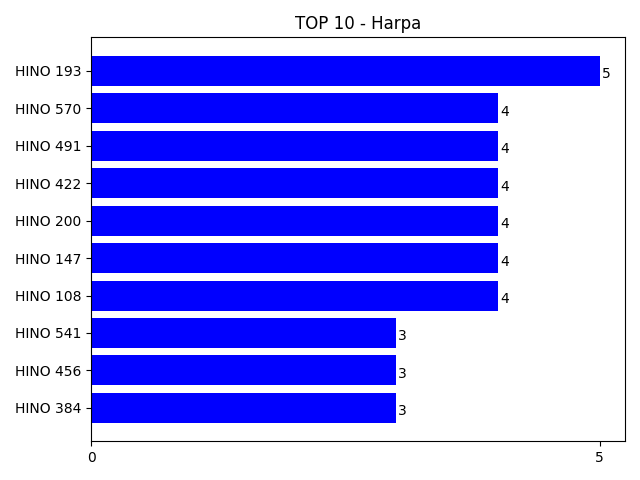 TOP 10 - Harpa
HINO 193 5
HINO 570 4
HINO 491 4
HINO 422 4
HINO 200 4
HINO 147 4
HINO 108 4
HINO 541 3
HINO 456 3
HINO 384 3
0 5